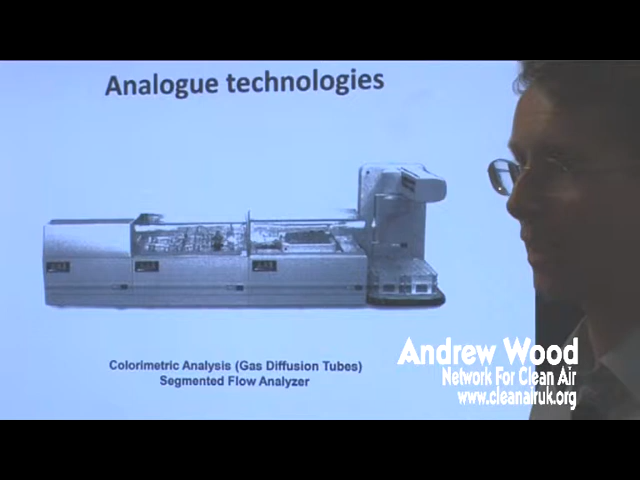 Analogue technologies
Colorimetric Analysis (Gas Diffusion Tubes)
Segmented Flow Analyzer
Andrew Wood
Network For Clean Air
www.cleanairuk.org